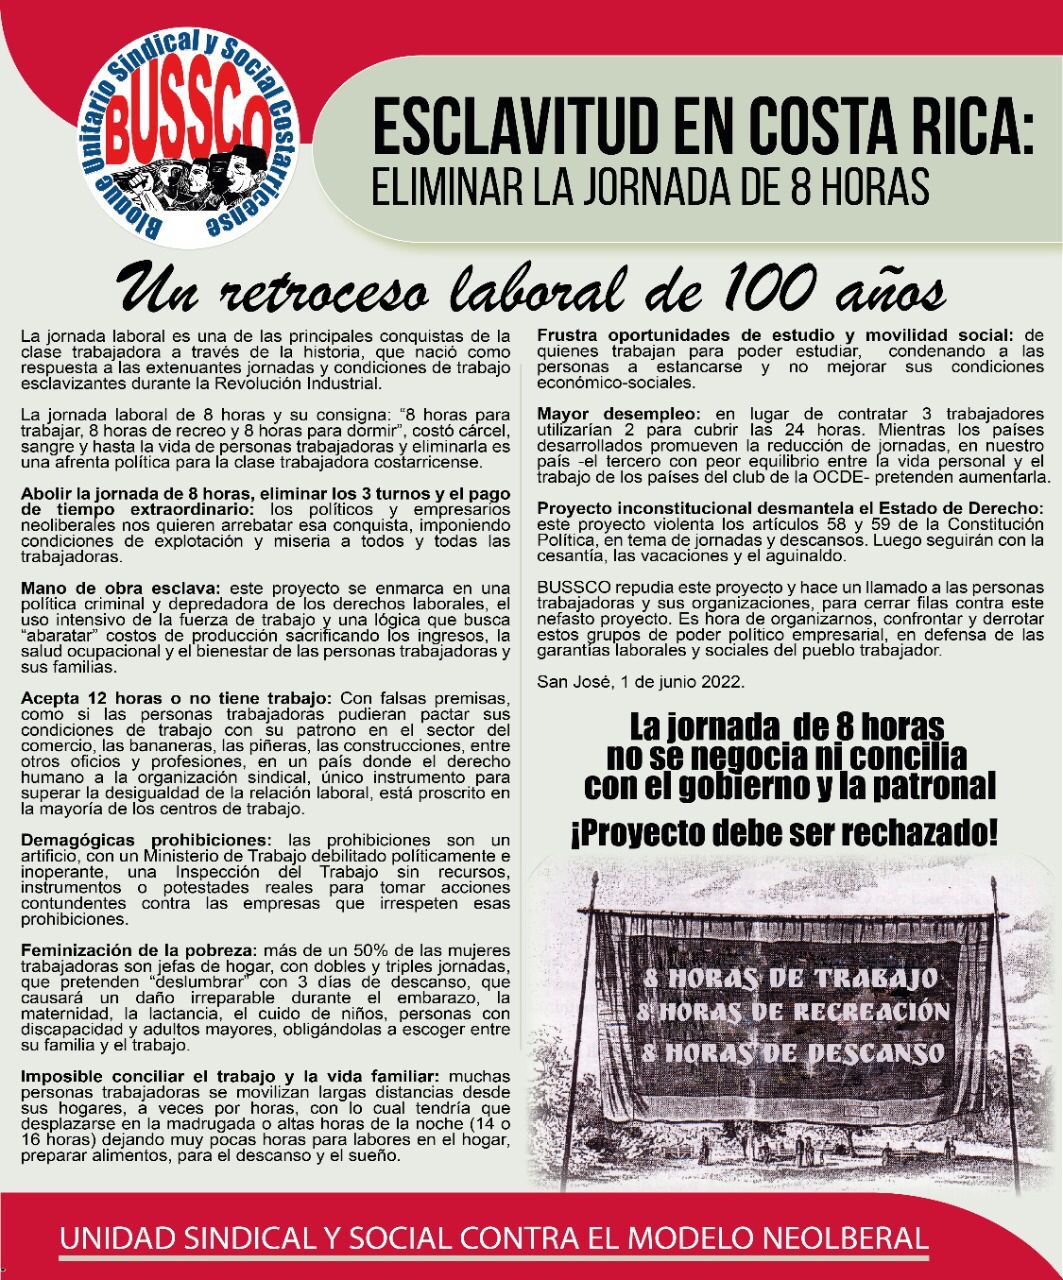 Bloque Unitario Sindical y Social Costarricense
BUSSCO
ESCLAVITUD EN COSTA RICA:
ELIMINAR LA JORNADA DE 8 HORAS
Un retroceso laboral de 100 años
La jornada laboral es una de las principales conquistas de la
clase trabajadora a través de la historia, que nació como
respuesta a las extenuantes jornadas y condiciones de trabajo
esclavizantes durante la Revolución Industrial.
La jornada laboral de 8 horas y su consigna: “8 horas para
trabajar, 8 horas de recreo y 8 horas para dormir”, costó cárcel,
sangre y hasta la vida de personas trabajadoras y eliminarla es
una afrenta política para la clase trabajadora costarricense.
Abolir la jornada de 8 horas, eliminar los 3 turnos y el pago
de tiempo extraordinario: los políticos y empresarios
neoliberales nos quieren arrebatar esa conquista, imponiendo
condiciones de explotación y miseria a todos y todas las
trabajadoras.
Mano de obra esclava: este proyecto se enmarca en una
política criminal y depredadora de los derechos laborales, el
uso intensivo de la fuerza de trabajo y una lógica que busca
“abaratar” costos de producción sacrificando los ingresos, la
salud ocupacional y el bienestar de las personas trabajadoras y
sus familias.
Acepta 12 horas o no tiene trabajo: Con falsas premisas,
como si las personas trabajadoras pudieran pactar sus
condiciones de trabajo con su patrono en el sector del
comercio, las bananeras, las piñeras, las construcciones, entre
otros oficios y profesiones, en un país donde el derecho
humano a la organización sindical, único instrumento para
superar la desigualdad de la relación laboral, está proscrito en
la mayoría de los centros de trabajo.
Demagógicas prohibiciones: las prohibiciones son un
artificio, con un Ministerio de Trabajo debilitado políticamente e
inoperante, una Inspección del Trabajo sin recursos,
instrumentos o potestades reales para tomar acciones
contundentes contra las empresas que irrespeten esas
prohibiciones.
Feminización de la pobreza: más de un 50% de las mujeres
trabajadoras son jefas de hogar, con dobles y triples jornadas,
que pretenden “deslumbrar” con 3 días de descanso, que
causará un daño irreparable durante el embarazo, la
maternidad, la lactancia, el cuido de niños, personas con
discapacidad y adultos mayores, obligándolas a escoger entre
su familia y el trabajo.
Imposible conciliar el trabajo y la vida familiar: muchas
personas trabajadoras se movilizan largas distancias desde
sus hogares, a veces por horas, con lo cual tendría que
desplazarse en la madrugada o altas horas de la noche (14 o
16 horas) dejando muy pocas horas para labores en el hogar,
preparar alimentos, para el descanso y el sueño.
Frustra oportunidades de estudio y movilidad social: de
quienes trabajan para poder estudiar, condenando a las
personas a estancarse y no mejorar sus condiciones
económico-sociales.
Mayor desempleo: en lugar de contratar 3 trabajadores
utilizarían 2 para cubrir las 24 horas. Mientras los países
desarrollados promueven la reducción de jornadas, en nuestro
país -el tercero con peor equilibrio entre la vida personal y el
trabajo de los países del club de la OCDE- pretenden aumentarla.
Proyecto inconstitucional desmantela el Estado de Derecho:
este proyecto violenta los artículos 58 y 59 de la Constitución
Política, en tema de jornadas y descansos. Luego seguirán con la
cesantía, las vacaciones y el aguinaldo.
BUSSCO repudia este proyecto y hace un llamado a las personas
trabajadoras y sus organizaciones, para cerrar filas contra este
nefasto proyecto. Es hora de organizarnos, confrontar y derrotar
estos grupos de poder político empresarial, en defensa de las
garantías laborales y sociales del pueblo trabajador.
San José, 1 de junio 2022.
La jornada de 8 horas
no se negocia ni concilia
con el gobierno y la patronal
¡Proyecto debe ser rechazado!
8 HORAS DE TRABAJO
8 HORAS DE RECREACIÓN
8 HORAS DE DESCANSO
UNIDAD SINDICAL Y SOCIAL CONTRA EL MODELO NEOLBERAL